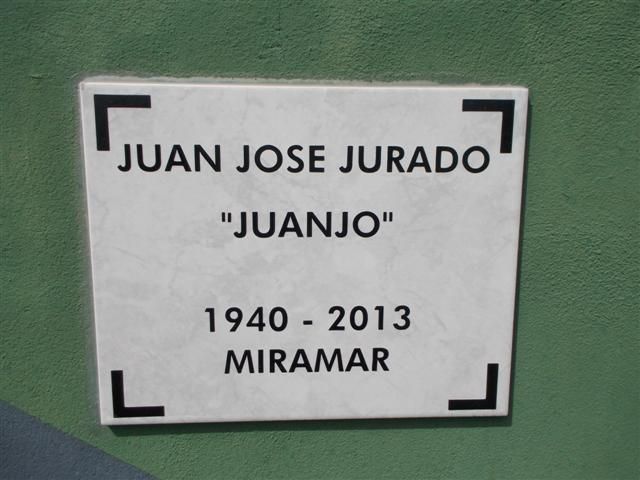 JUAN JOSE JURADO
"JUANJO"
1940 - 2013
MIRAMAR